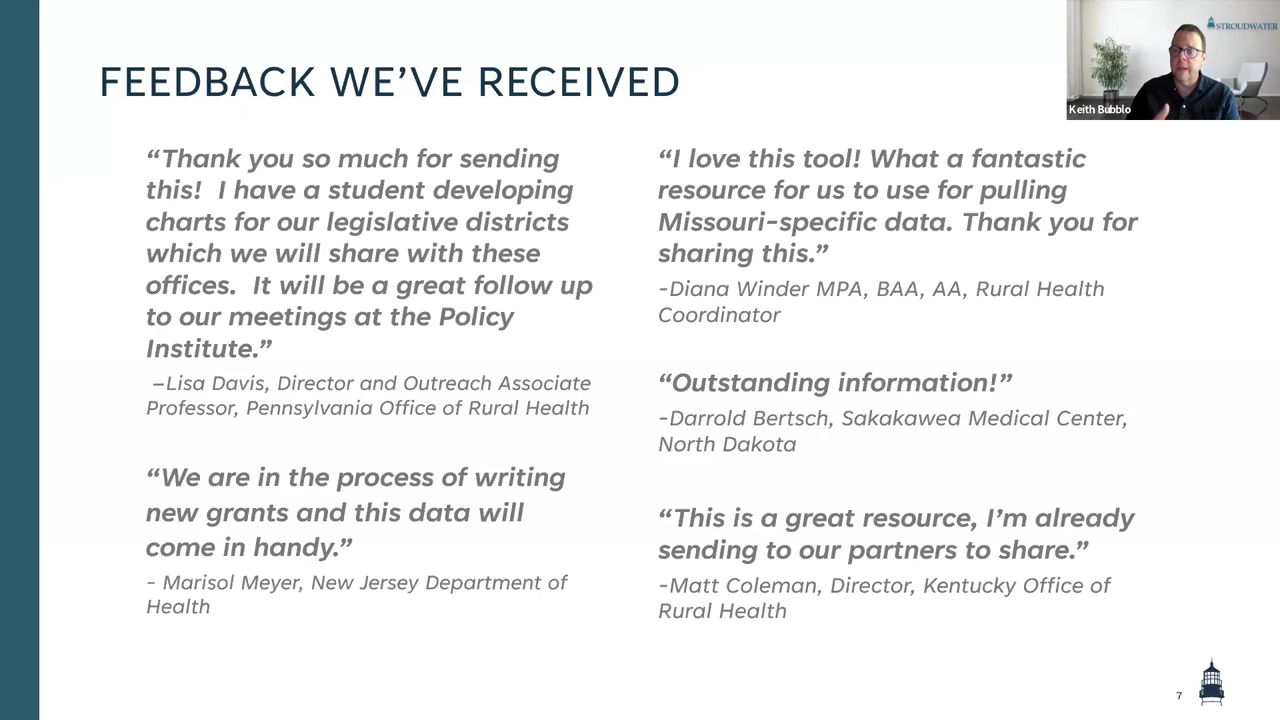 FEEDBACK WE’VE RECEIVED
STROUDWATER
Keith Bubblo
“Thank you so much for sending
this!  I have a student developing
charts for our legislative districts
which we will share with these
offices.  It will be a great follow up
to our meetings at the Policy
Institute.”
–Lisa Davis, Director and Outreach Associate
Professor, Pennsylvania Office of Rural Health
“We are in the process of writing
new grants and this data will
come in handy.”
- Marisol Meyer, New Jersey Department of
Health
“I love this tool! What a fantastic
resource for us to use for pulling
Missouri-specific data. Thank you for
sharing this.”
-Diana Winder MPA, BAA, AA, Rural Health
Coordinator
“Outstanding information!”
-Darrold Bertsch, Sakakawea Medical Center,
North Dakota
“This is a great resource, I’m already
sending to our partners to share.”
-Matt Coleman, Director, Kentucky Office of
Rural Health
7